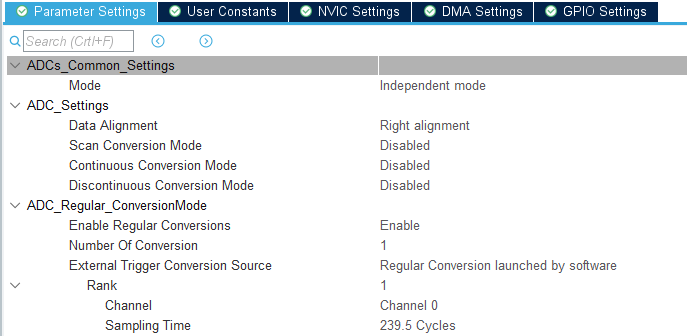 Parameter Settings User Constants NVIC Settings DMA Settings GPIO Settings
Search (Crtl+F)
ADCs_Common_Settings
Mode Independent mode
ADC_Settings
Data Alignment Right alignment
Scan Conversion Mode Disabled
Continuous Conversion Mode Disabled
Discontinuous Conversion Mode Disabled
ADC_Regular_ConversionMode
Enable Regular Conversions Enable
Number Of Conversion 1
External Trigger Conversion Source Regular Conversion launched by software
Rank 1
Channel Channel 0
Sampling Time 239.5 Cycles